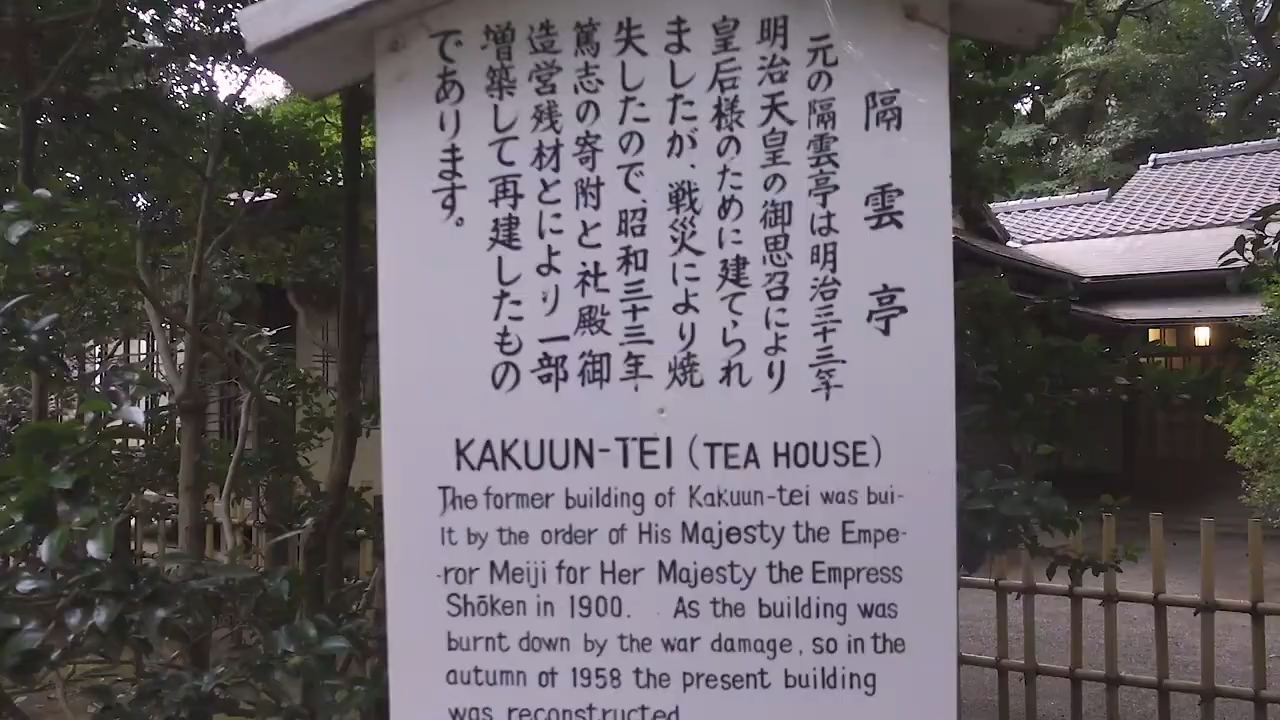 隔雲亭
元の隔雲亭は明治三十三年
明治天皇の御思召により
皇后様のために建てられ
ましたが、戦災により焼
失したので、昭和三十三年
篤志の寄附と社殿御
造営残材とにより一部
増築して再建したもの
であります。
KAKUUN-TEI (TEA HOUSE)
The former building of Kakuun-tei was bui-
lt by the order of His Majesty the Empe-
-ror Meiji for Her Majesty the Empress
Shōken in 1900. As the building was
burnt down by the war damage, so in the
autumn of 1958 the present building
was reconstructed